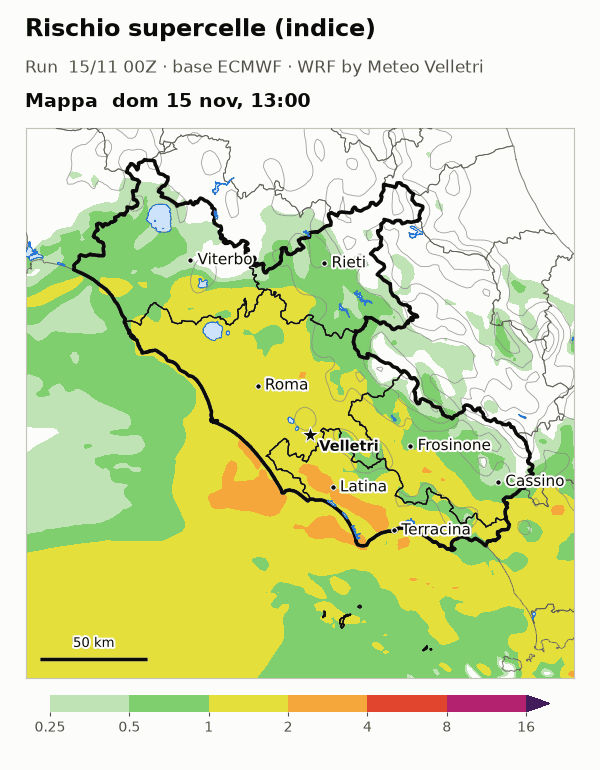 Rischio supercelle (indice)
Run  15/11 00Z · base ECMWF · WRF by Meteo Velletri
Mappa  dom 15 nov, 13:00
Viterbo
Rieti
Roma
Velletri
Frosinone
Latina
Cassino
Terracina
50 km
0.25 0.5 1 2 4 8 16